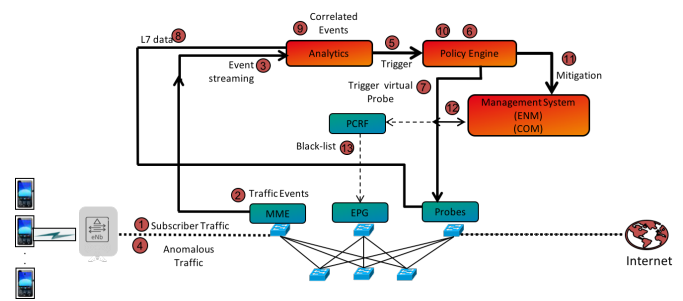 9
Correlated
Events
10
6
L7 data
8
Analytics
5
Policy Engine
Event
streaming
3
Trigger
11
Mitigation
Trigger virtual
Probe
7
Management System
(ENM)
(COM)
12
PCRF
Black-list
13
2
Traffic Events
MME
EPG
Probes
eNb
1
Subscriber Traffic
4
Anomalous
Traffic
Internet